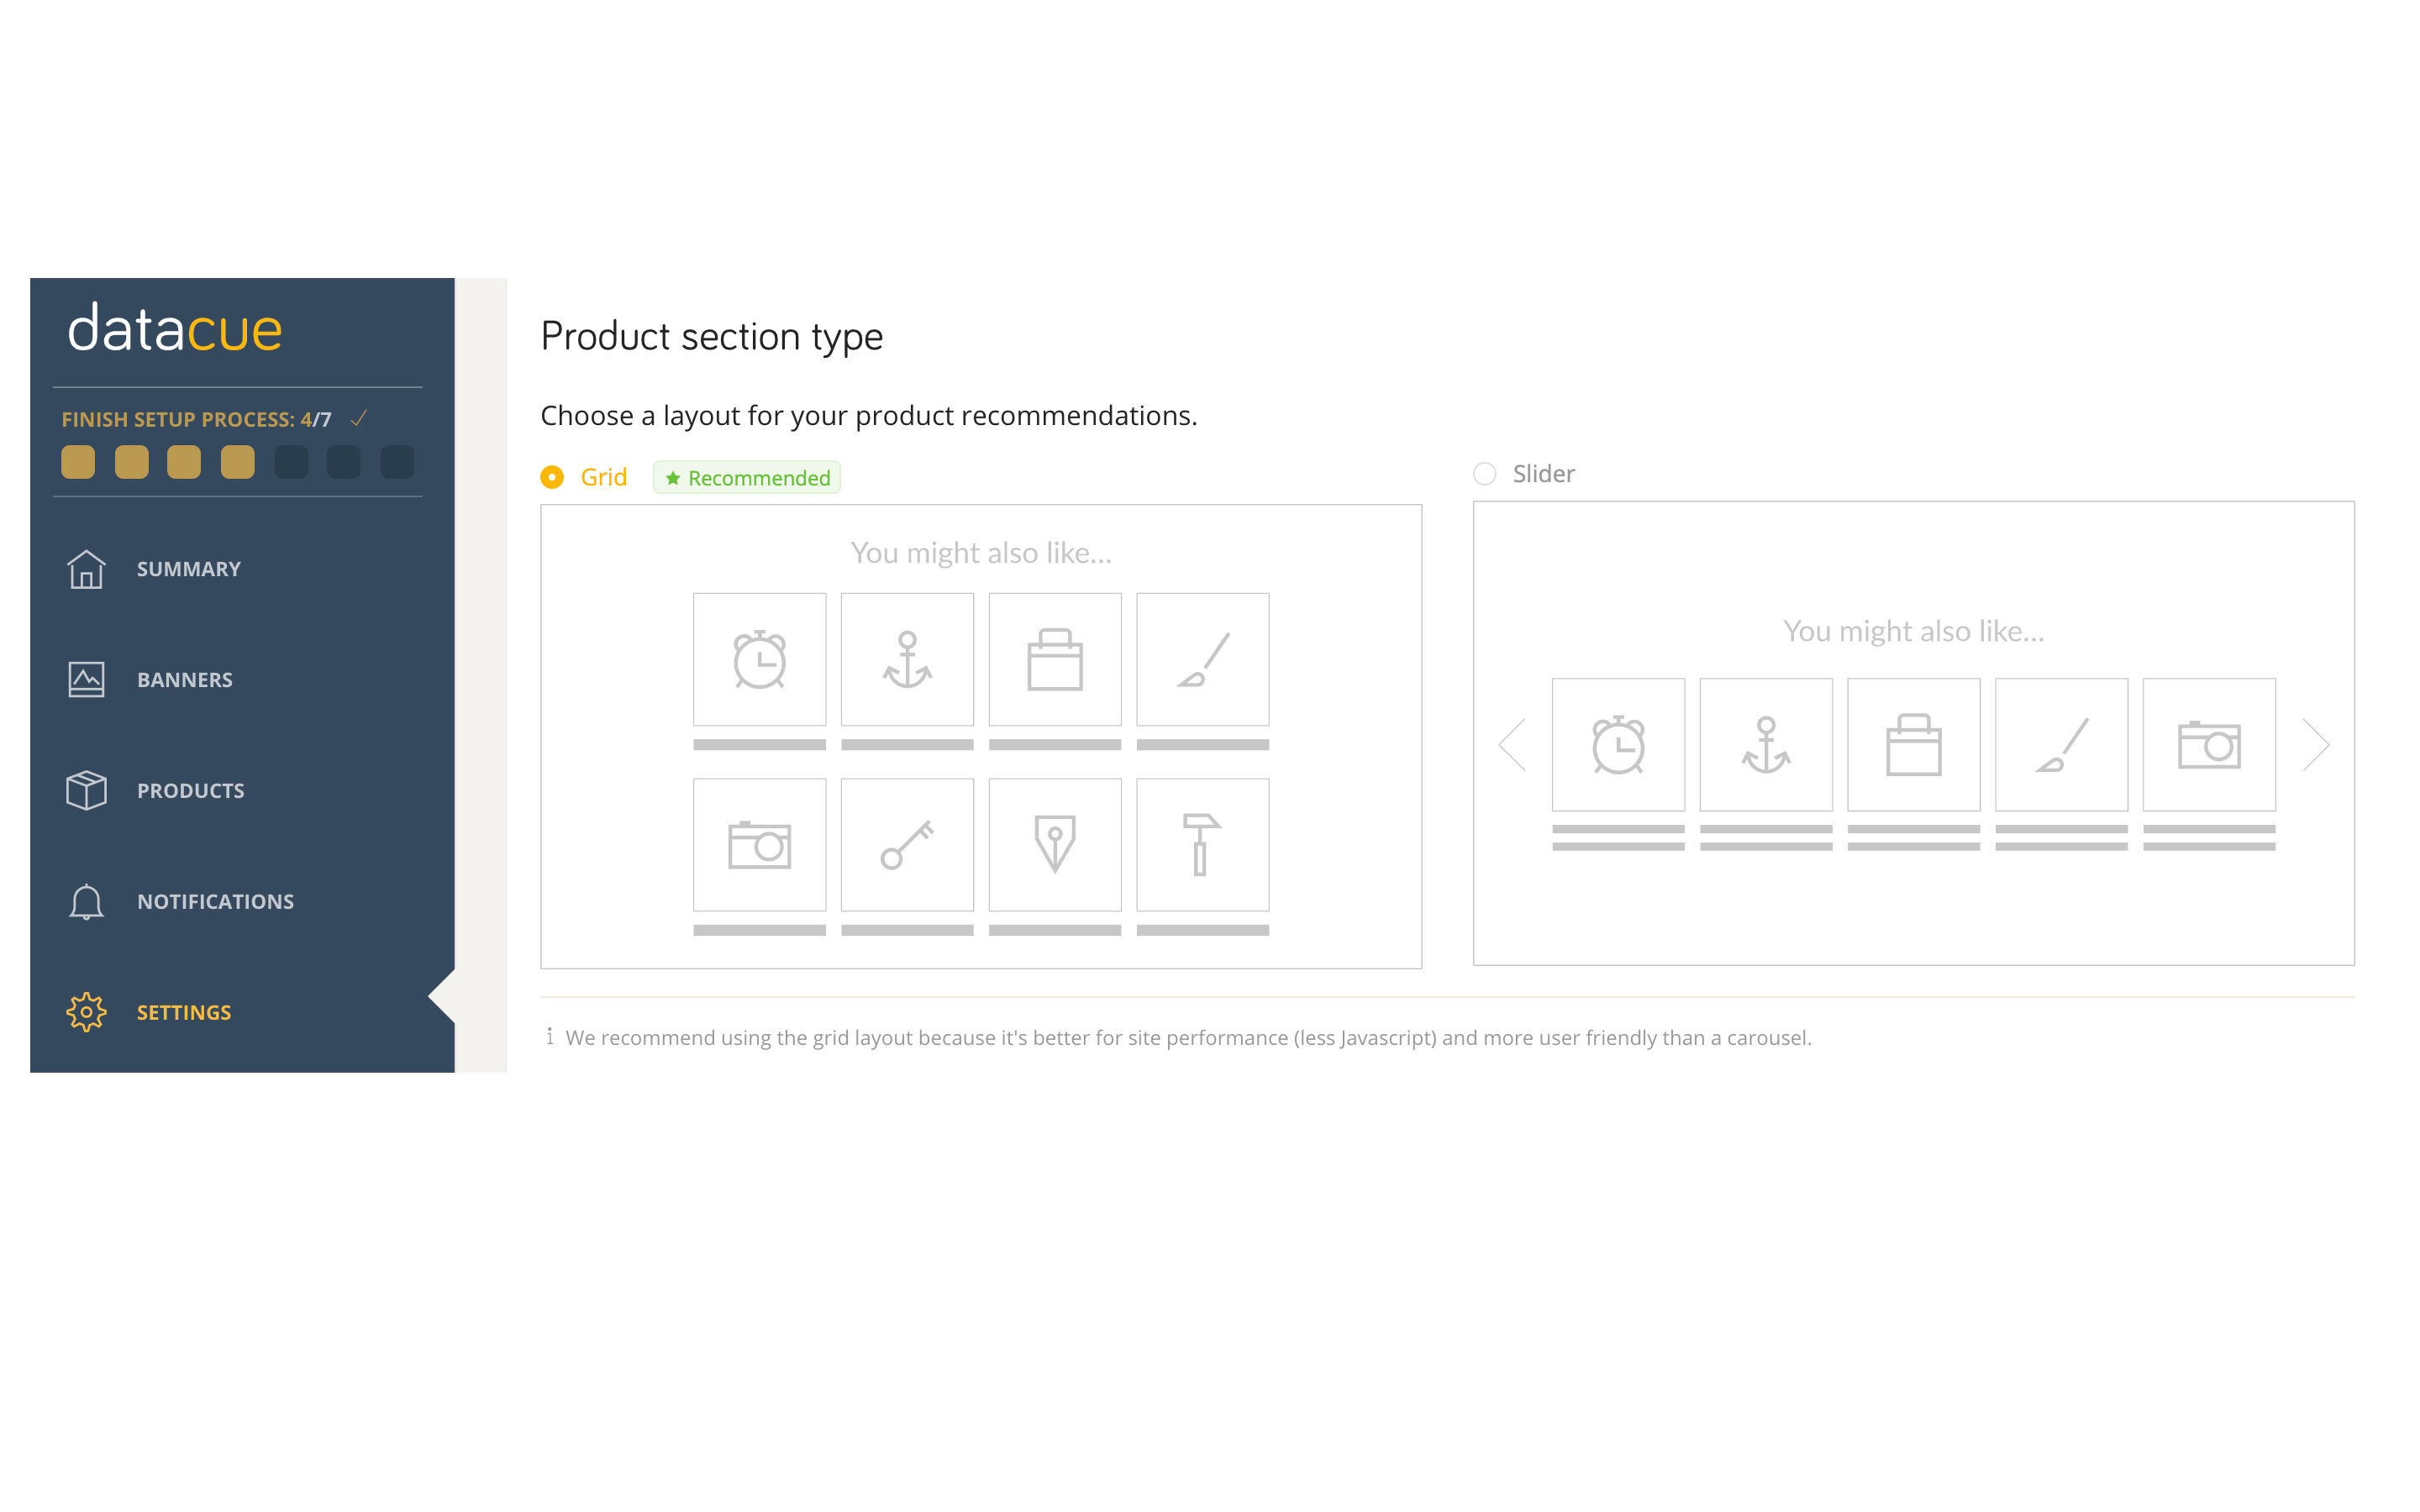 datacue
FINISH SETUP PROCESS: 4/7
SUMMARY
BANNERS
PRODUCTS
NOTIFICATIONS
SETTINGS
Product section type
Choose a layout for your product recommendations.
Grid
Recommended
You might also like...
Slider
You might also like...
We recommend using the grid layout because it's better for site performance (less Javascript) and more user friendly than a carousel.